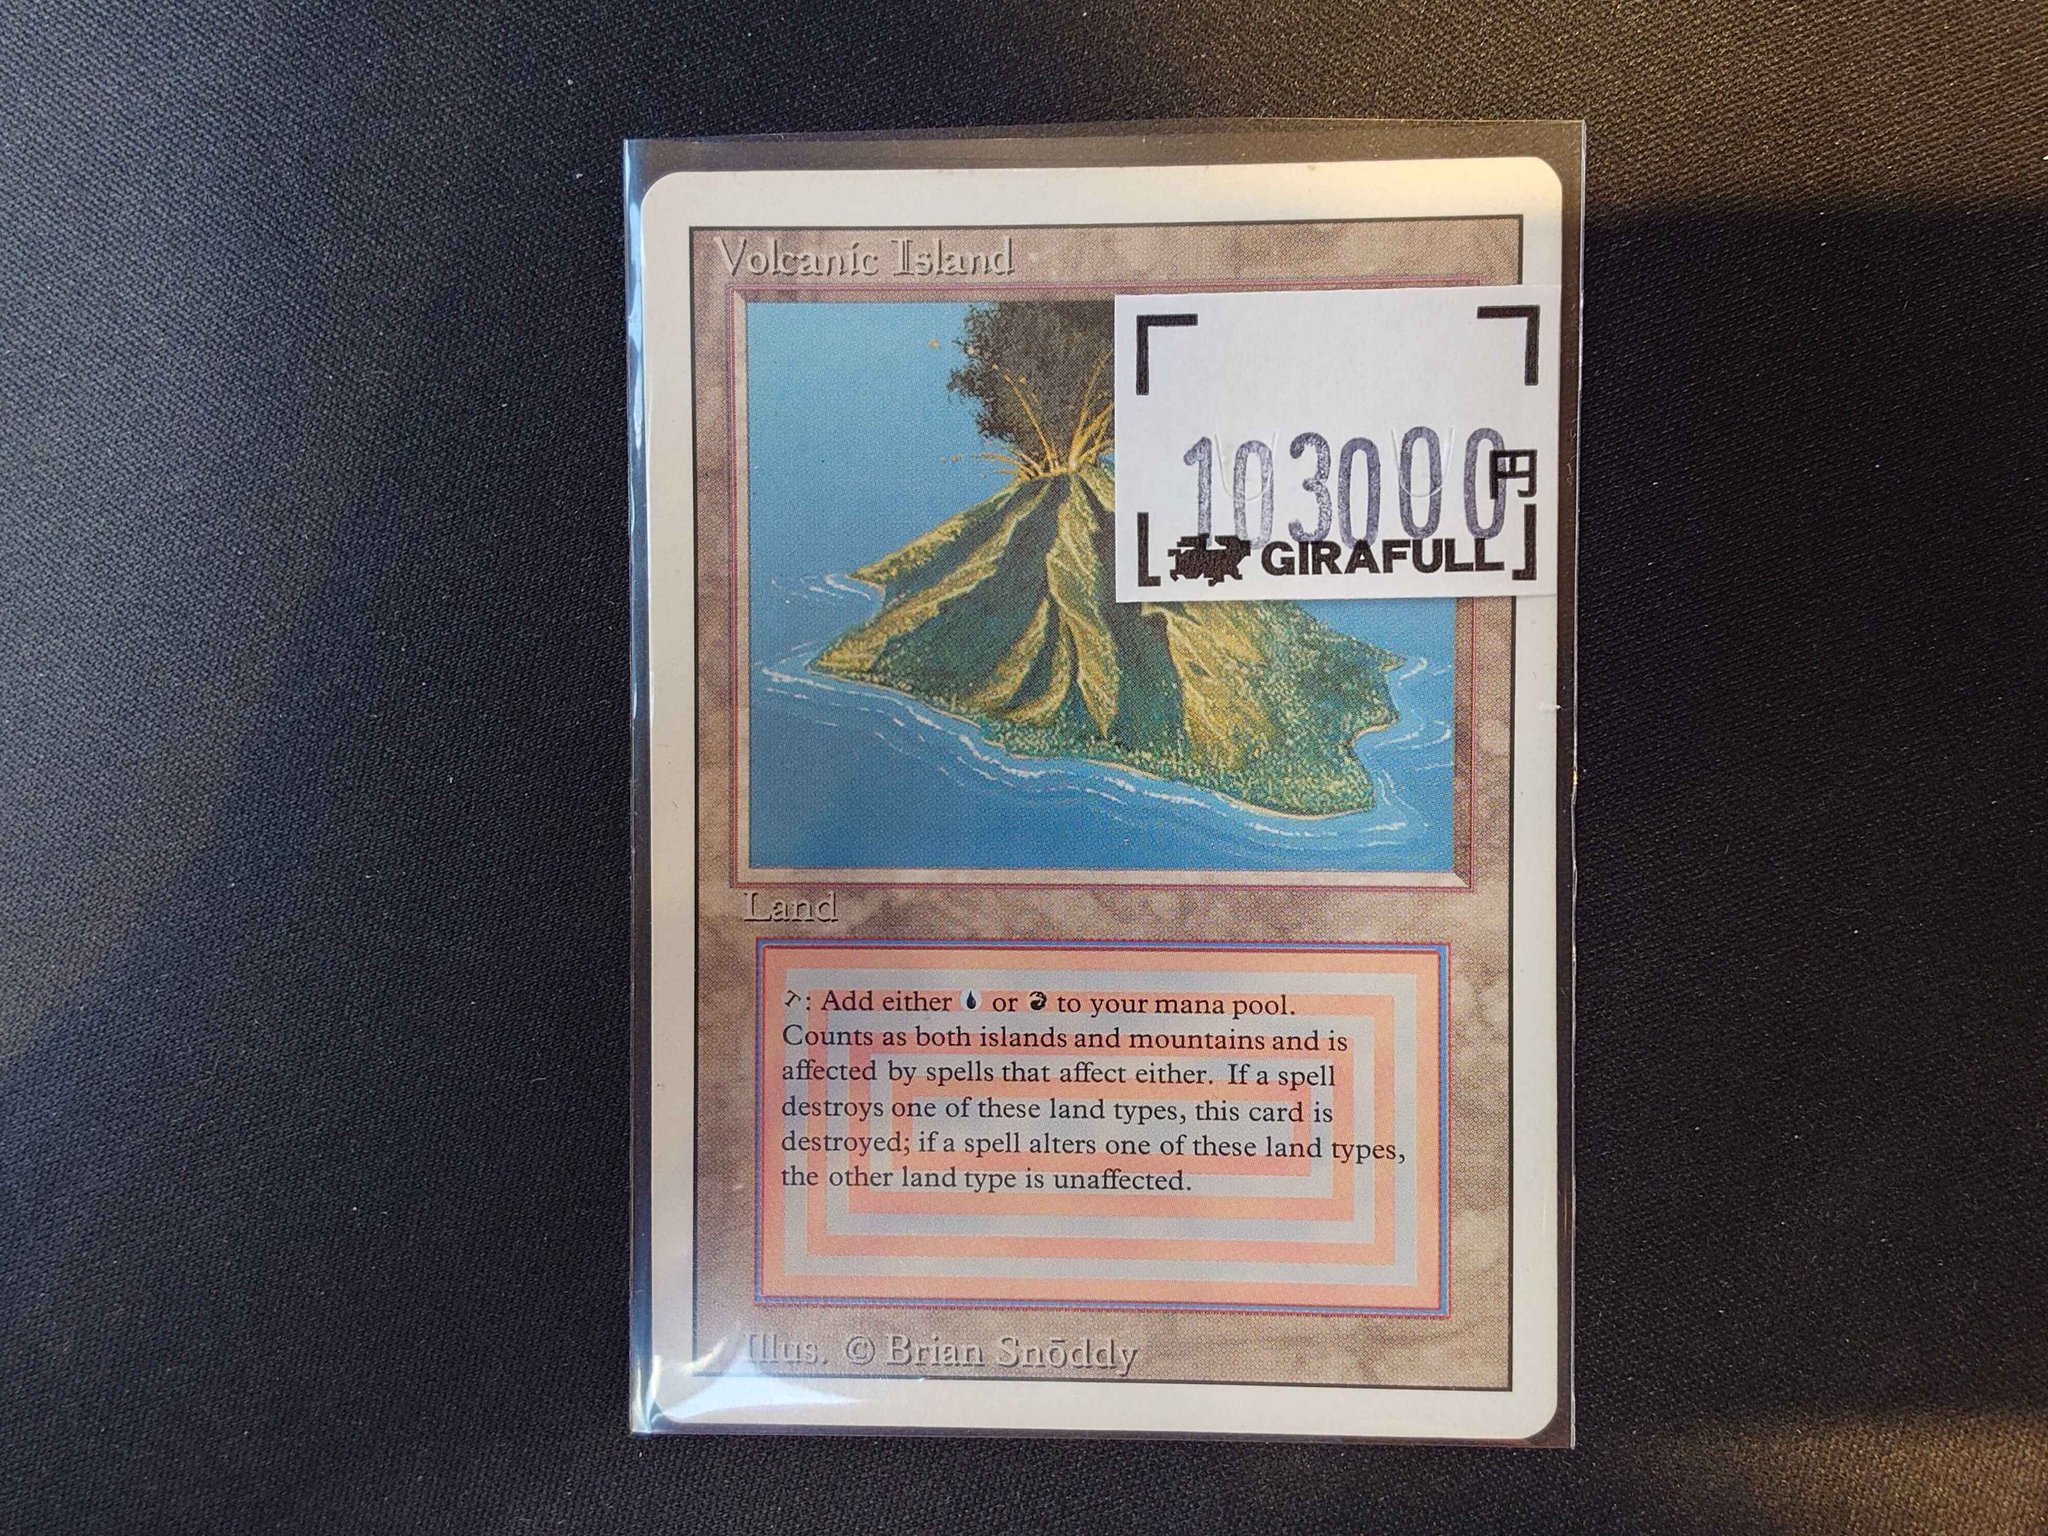 Volcanic Island
103000円
GIRAFULL
Land
T: Add either or to your mana pool.
Counts as both islands and mountains and is
affected by spells that affect either. If a spell
destroys one of these land types, this card is
destroyed; if a spell alters one of these land types,
the other land type is unaffected.
Illus. © Brian Snōddy